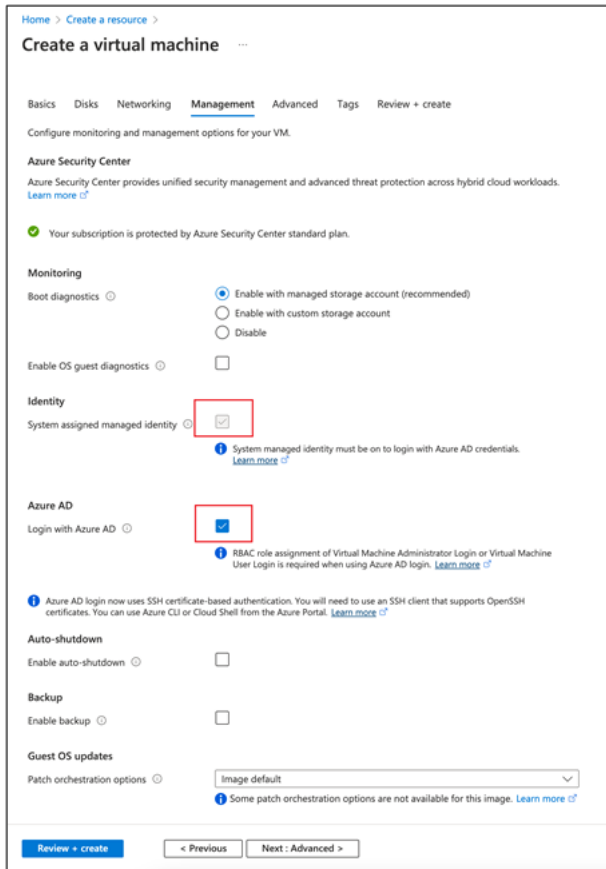 Home > Create a resource >
Create a virtual machine ...
Basics Disks Networking Management Advanced Tags Review + create
Configure monitoring and management options for your VM.
Azure Security Center
Azure Security Center provides unified security management and advanced threat protection across hybrid cloud workloads.
Learn more
Your subscription is protected by Azure Security Center standard plan.
Monitoring
Boot diagnostics
Enable with managed storage account (recommended)
Enable with custom storage account
Disable
Enable OS guest diagnostics
Identity
System assigned managed identity
System managed identity must be on to login with Azure AD credentials.
Learn more
Azure AD
Login with Azure AD
RBAC role assignment of Virtual Machine Administrator Login or Virtual Machine
User Login is required when using Azure AD login. Learn more
Azure AD login now uses SSH certificate-based authentication. You will need to use an SSH client that supports OpenSSH
certificates. You can use Azure CLI or Cloud Shell from the Azure Portal. Learn more
Auto-shutdown
Enable auto-shutdown
Backup
Enable backup
Guest OS updates
Patch orchestration options
Image default
Some patch orchestration options are not available for this image. Learn more
Review + create < Previous Next : Advanced >